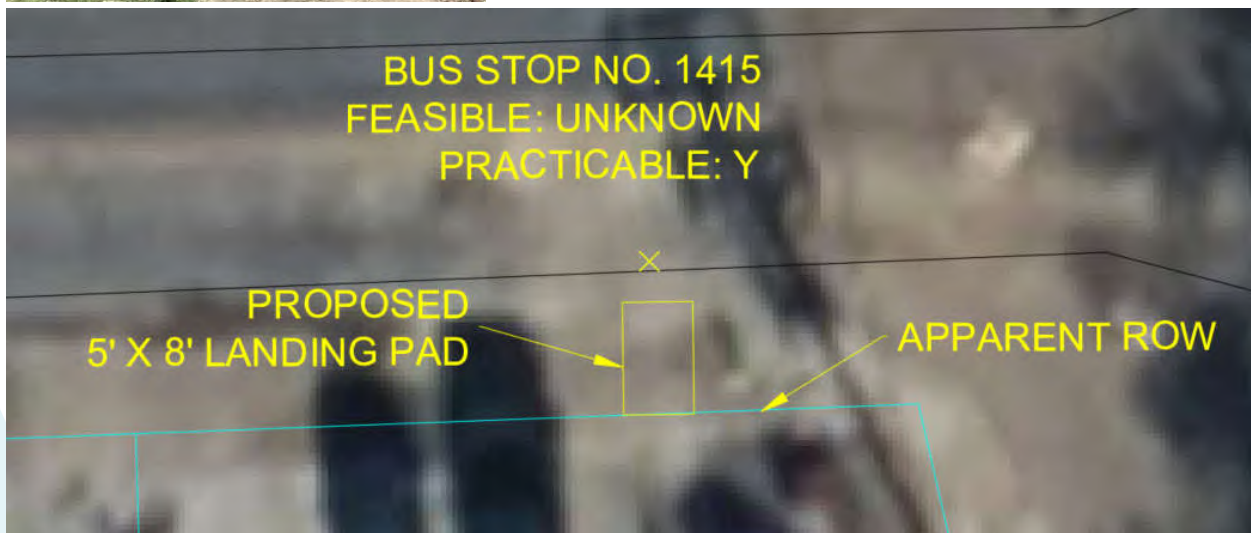 BUS STOP NO. 1415
FEASIBLE: UNKNOWN
PRACTICABLE: Y
PROPOSED
5' X 8' LANDING PAD
APPARENT ROW